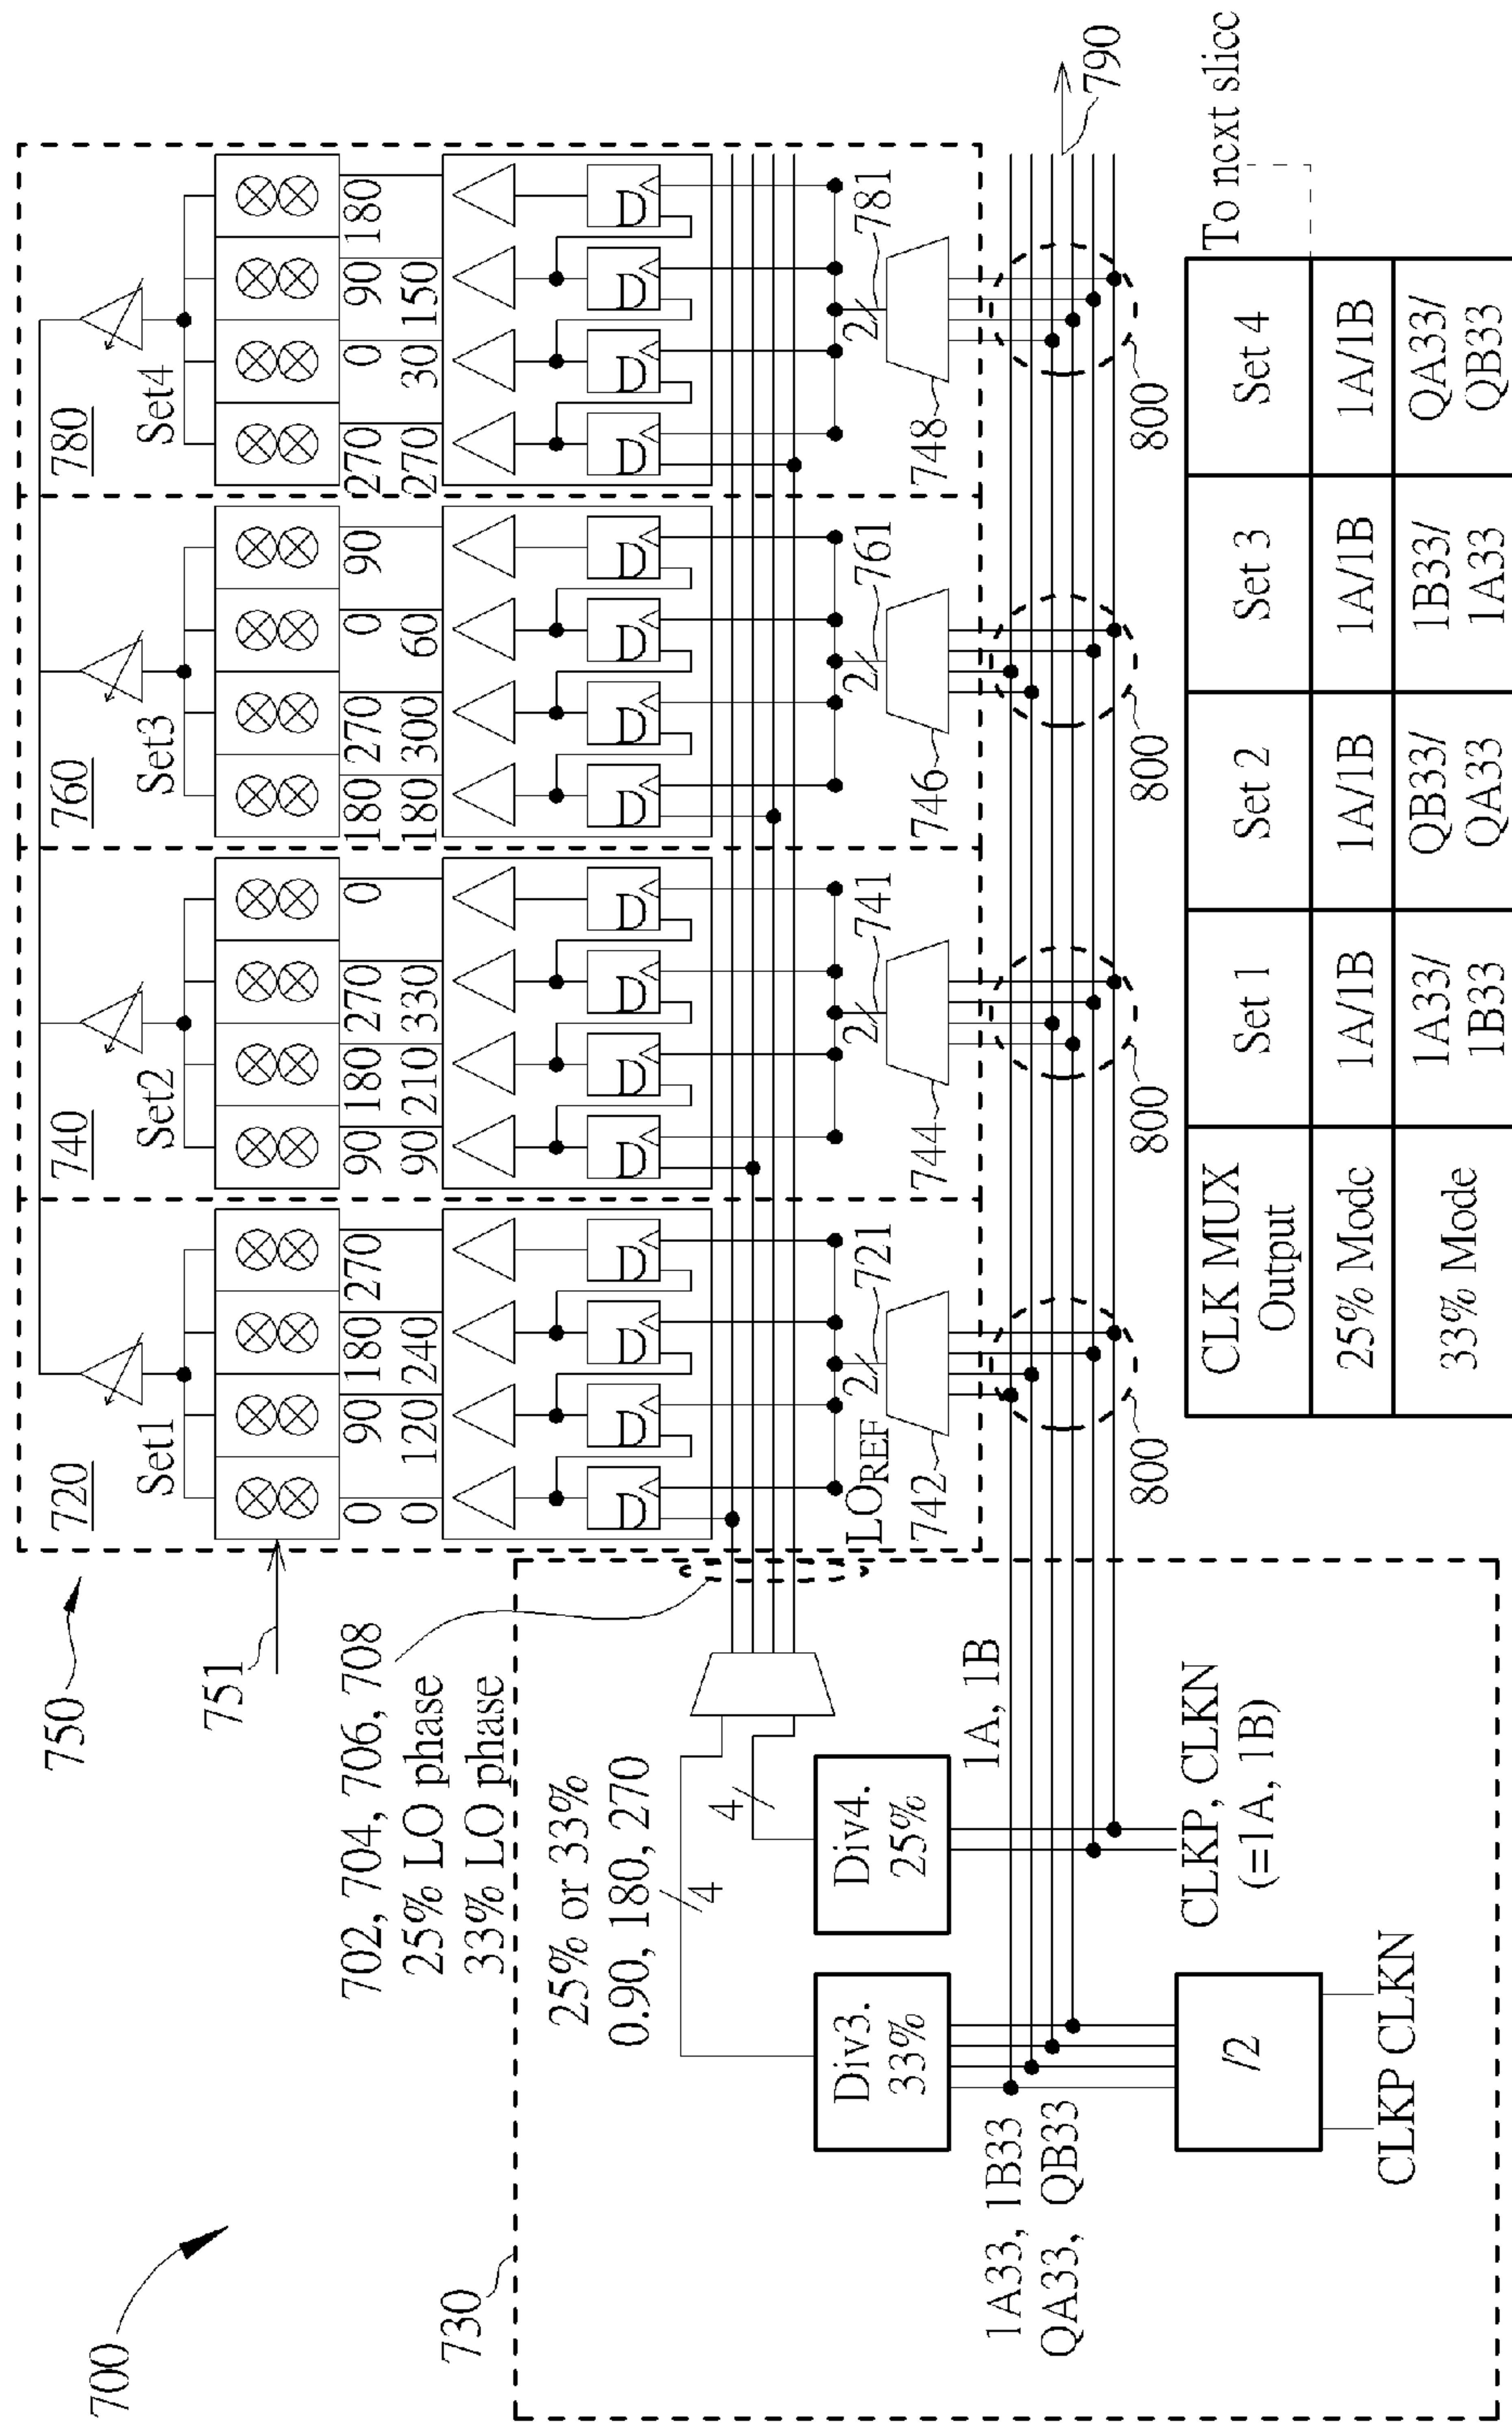 700
750
720
740
760
780
Set1
Set2
Set3
Set4
751
0 90 180 270
0 120 240
90 180 270 0
90 210 330
180 270 0 90
180 300 60
270 0 90 180
270 30 150
D D D D
D D D D
D D D D
D D D D
702, 704, 706, 708
25% LO phase
33% LO phase
730
25% or 33%
0.90, 180, 270
4
4
LO_REF
2 721
2 741
2 761
2 781
742
744
746
748
Div3.
33%
Div4.
25%
1A, 1B
1A33, 1B33
QA33, QB33
790
800
800
800
800
/2
CLKP CLKN
CLKP, CLKN
(=1A, 1B)
To next slicc
CLK MUX
Output
Set 1
Set 2
Set 3
Set 4
25% Modc
1A/1B
1A/1B
1A/1B
1A/1B
33% Mode
1A33/
1B33
QB33/
QA33
1B33/
1A33
QA33/
QB33